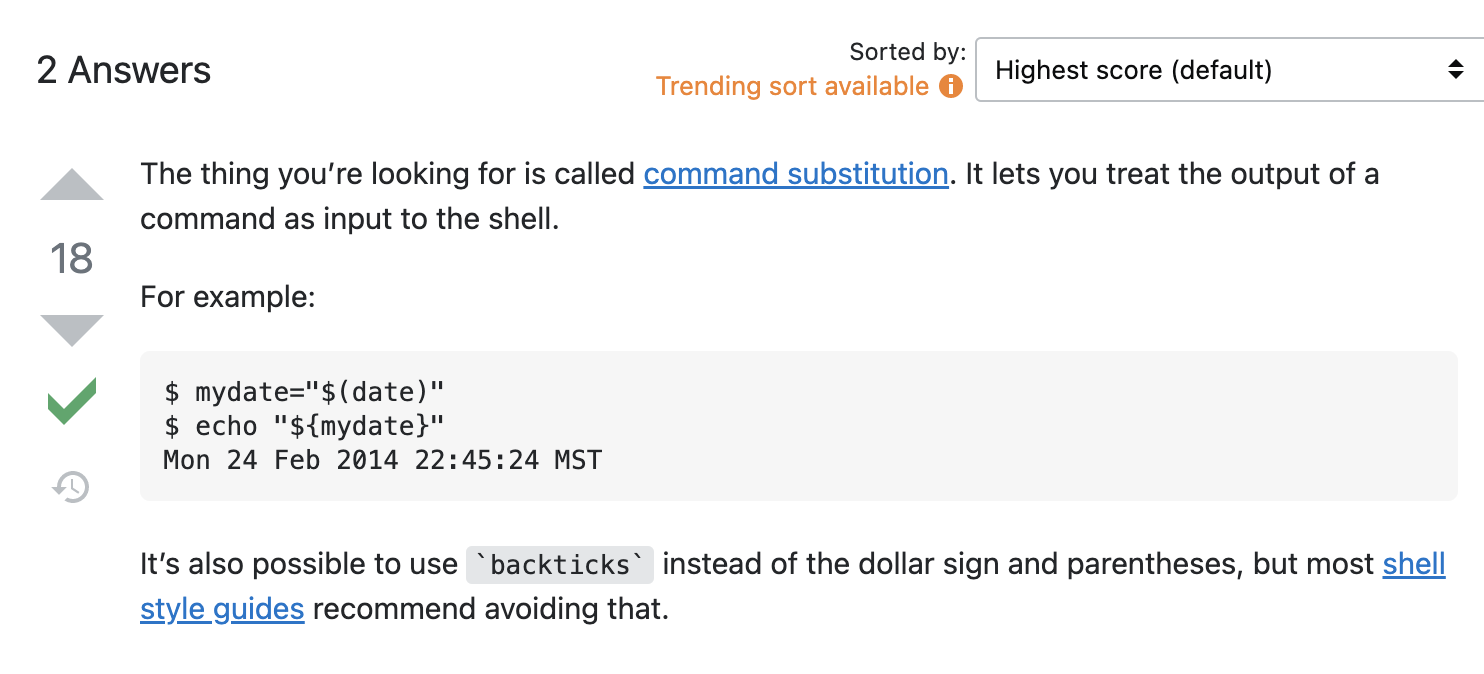 2 Answers
Sorted by:
Trending sort available
Highest score (default)
The thing you’re looking for is called command substitution. It lets you treat the output of a
command as input to the shell.
18
For example:
$ mydate="$(date)"
$ echo "${mydate}"
Mon 24 Feb 2014 22:45:24 MST
It’s also possible to use `backticks` instead of the dollar sign and parentheses, but most shell
style guides recommend avoiding that.